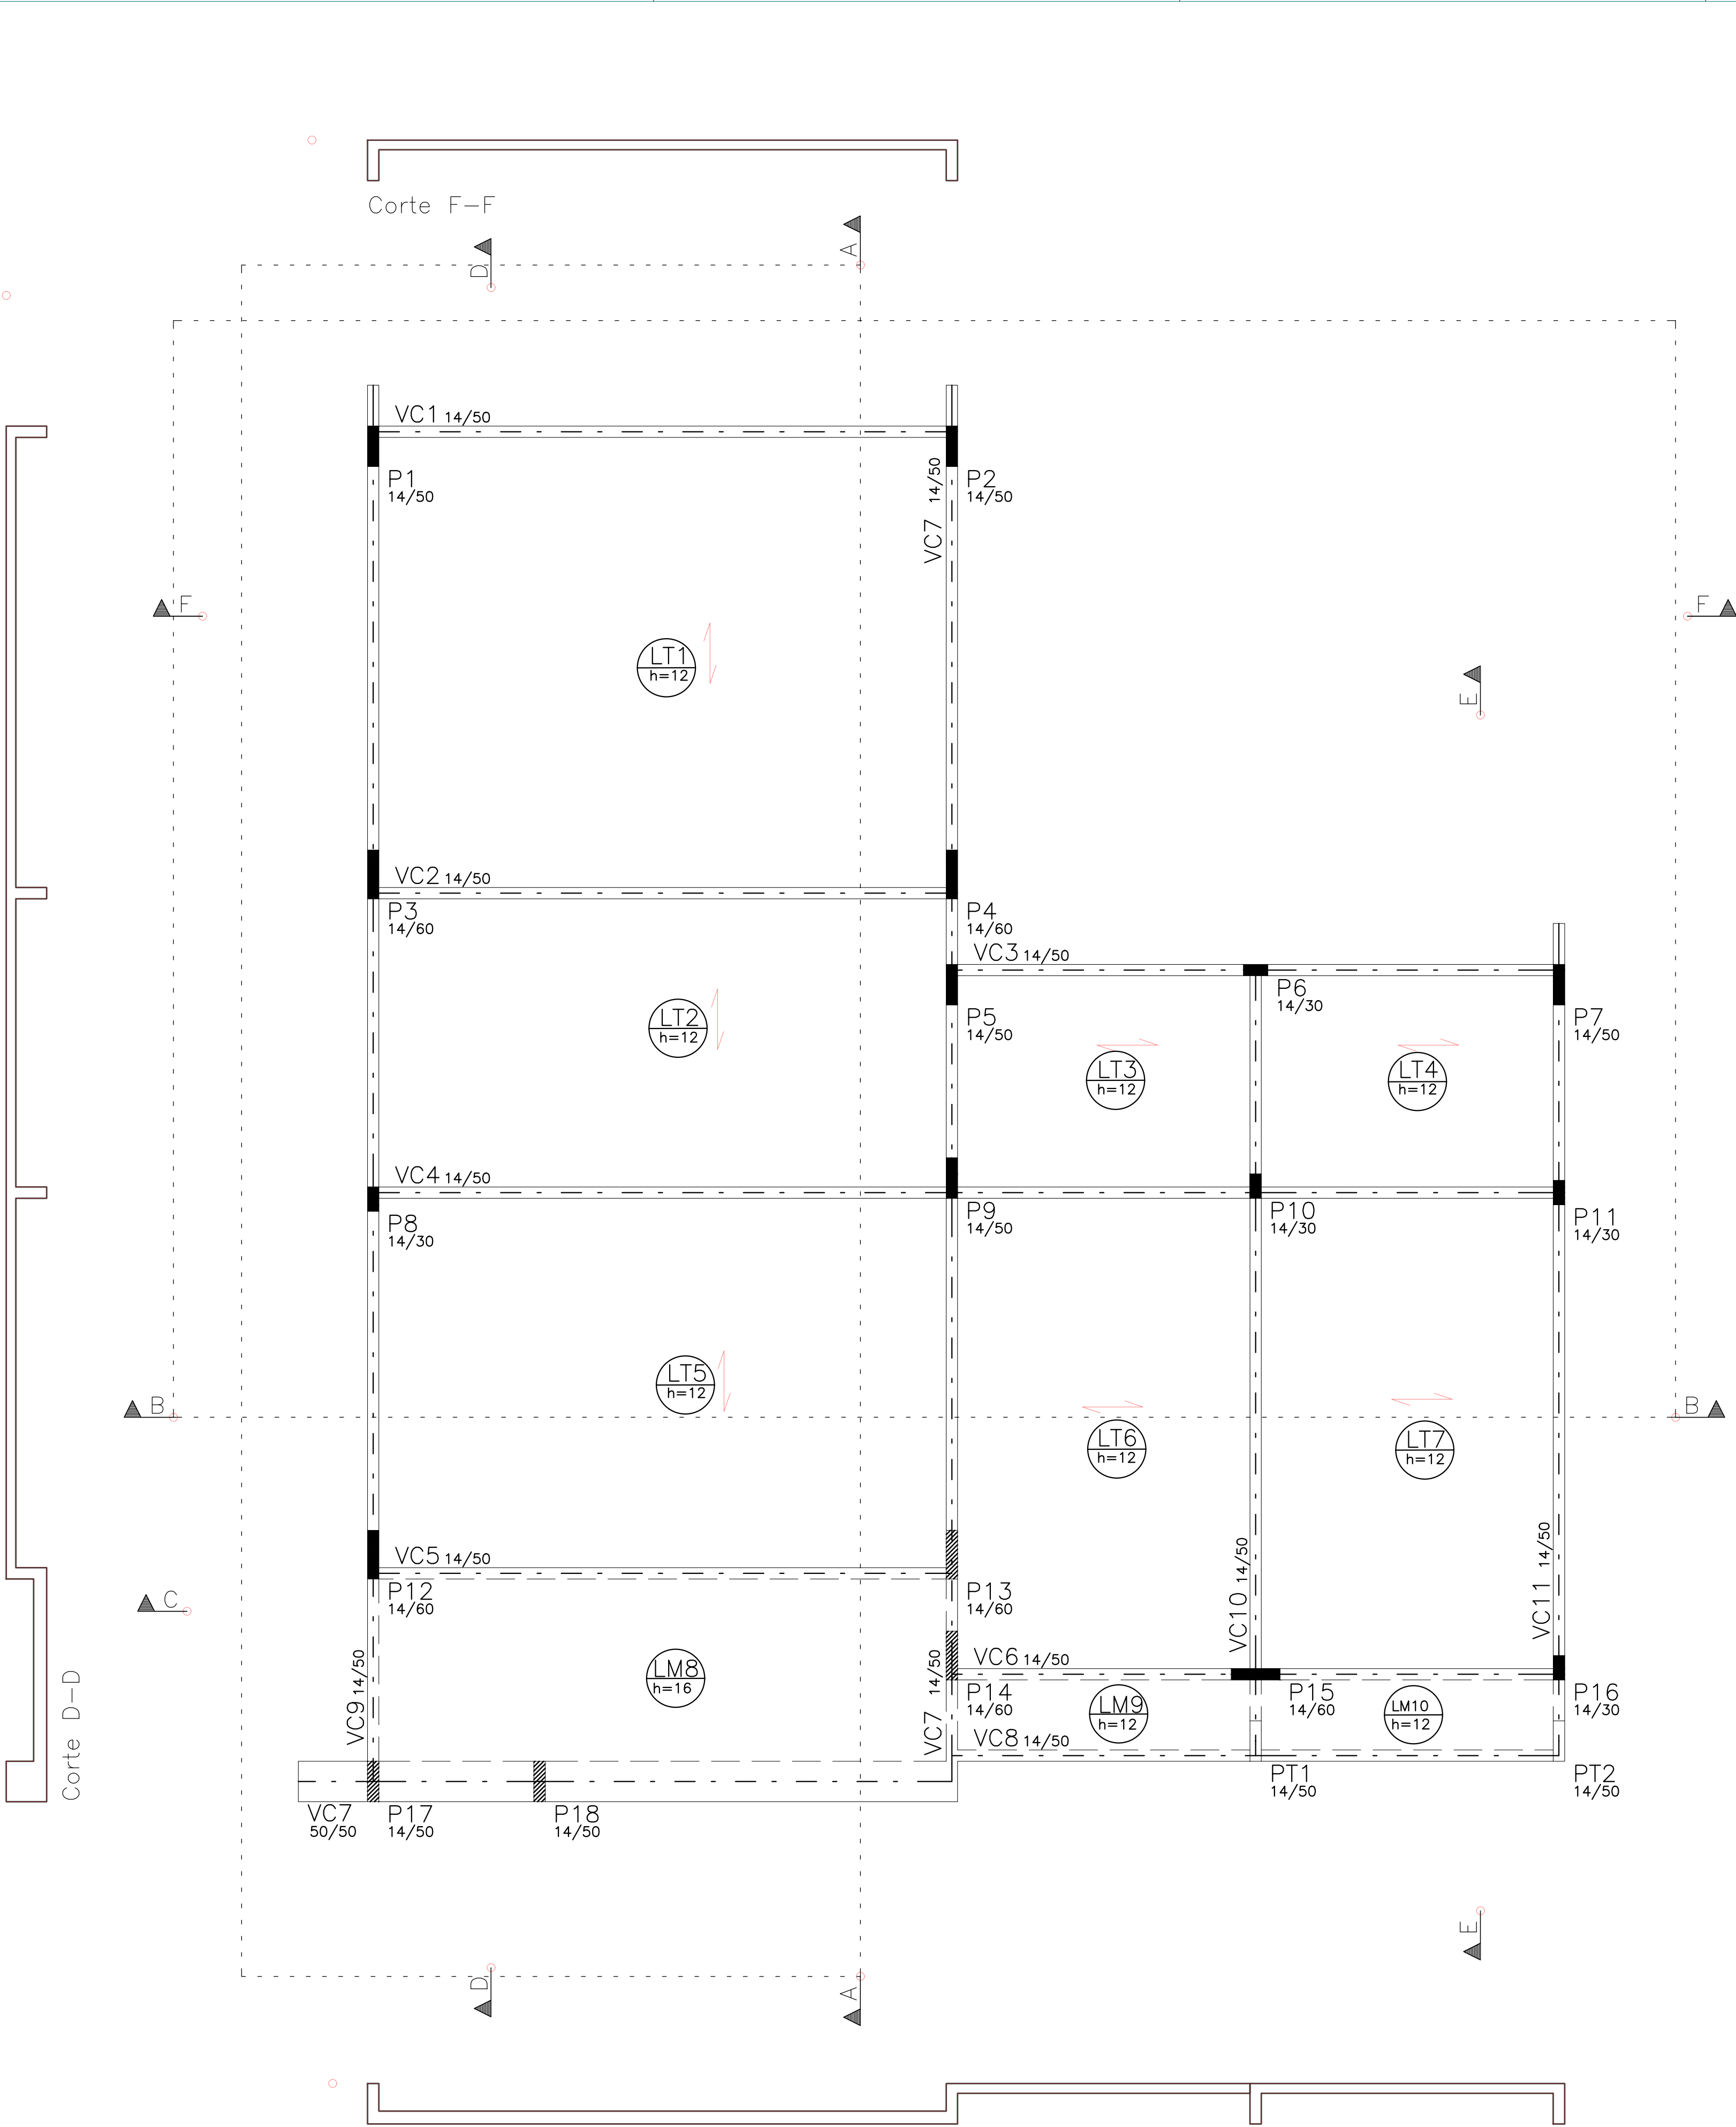 Corte F-F
D
A
VC1 14/50
P1
14/50
VC7 14/50
P2
14/50
F
F
LT1
h=12
E
VC2 14/50
P3
14/60
P4
14/60
VC3 14/50
P5
14/50
P6
14/30
P7
14/50
LT2
h=12
LT3
h=12
LT4
h=12
VC4 14/50
P8
14/30
P9
14/50
P10
14/30
P11
14/30
LT5
h=12
B
B
LT6
h=12
LT7
h=12
VC5 14/50
P12
14/60
P13
14/60
VC10 14/50
VC11 14/50
C
Corte D-D
VC9 14/50
LM8
h=16
VC7 14/50
VC6 14/50
P14
14/60
LM9
h=12
P15
14/60
LM10
h=12
P16
14/30
VC8 14/50
PT1
14/50
PT2
14/50
VC7
50/50
P17
14/50
P18
14/50
E
D
A